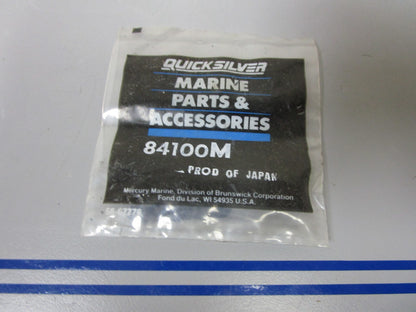 QUICKSILVER
MARINE
PARTS &
ACCESSORIES
84100M
PROD OF JAPAN
Mercury Marine, Division of Brunswick Corporation
Fond du Lac, WI 54935 U.S.A.